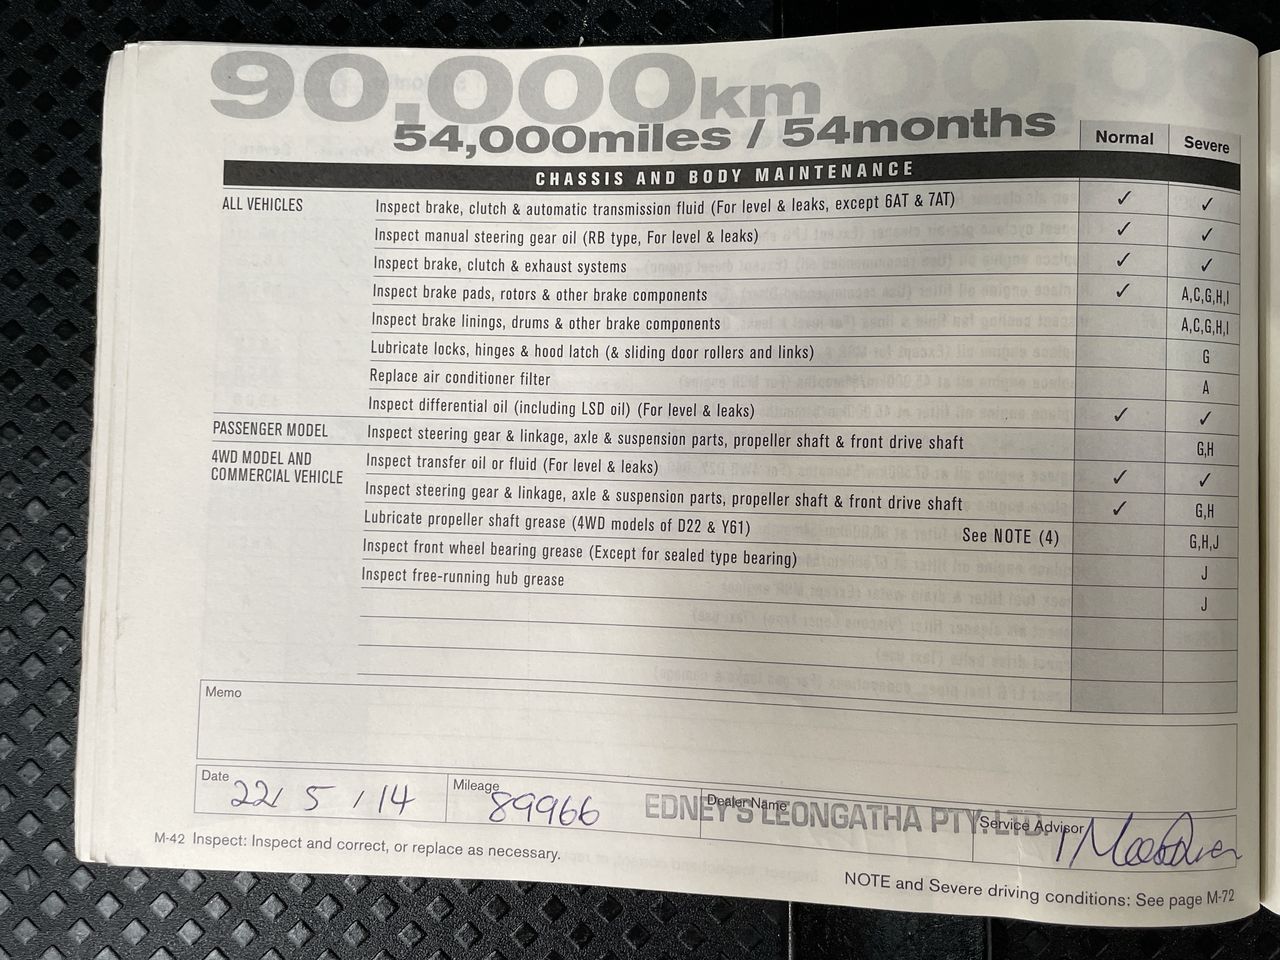 90,000km
54,000miles / 54months
Normal Severe
CHASSIS AND BODY MAINTENANCE
ALL VEHICLES
Inspect brake, clutch & automatic transmission fluid (For level & leaks, except 6AT & 7AT) ✓ ✓
Inspect manual steering gear oil (RB type, For level & leaks) ✓ ✓
Inspect brake, clutch & exhaust systems ✓ ✓
Inspect brake pads, rotors & other brake components ✓ A,C,G,H,I
Inspect brake linings, drums & other brake components A,C,G,H,I
Lubricate locks, hinges & hood latch (& sliding door rollers and links) G
Replace air conditioner filter A
Inspect differential oil (including LSD oil) (For level & leaks) ✓ ✓
PASSENGER MODEL
Inspect steering gear & linkage, axle & suspension parts, propeller shaft & front drive shaft G,H
4WD MODEL AND
COMMERCIAL VEHICLE
Inspect transfer oil or fluid (For level & leaks) ✓ ✓
Inspect steering gear & linkage, axle & suspension parts, propeller shaft & front drive shaft ✓ G,H
Lubricate propeller shaft grease (4WD models of D22 & Y61) See NOTE (4) G,H,J
Inspect front wheel bearing grease (Except for sealed type bearing) J
Inspect free-running hub grease J
Memo
Date 22/ 5 / 14
Mileage 89966
Dealer Name
EDNEY'S LEONGATHA PTY. LTD.
Service Advisor
M-42 Inspect: Inspect and correct, or replace as necessary.
NOTE and Severe driving conditions: See page M-72